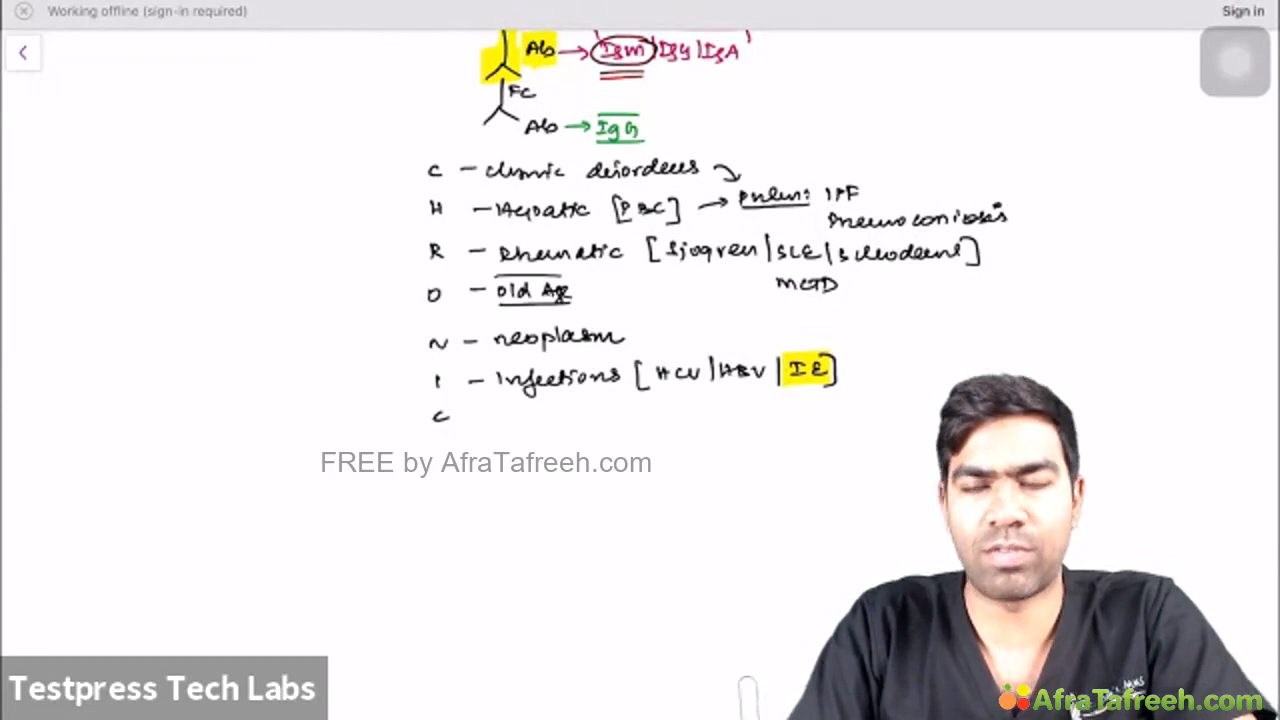 Working offline (sign-in required)
Sign in
Ab → IgM | IgG | IgA
FC
Ab → IgG
C - chronic disorders
H - Hepatic [PBC] → Pulm: IPF
Pneumoconiosis
R - Rheumatic [Sjogren | SLE | Scleroderma]
MCTD
O - Old Age
N - neoplasm
I - Infections [HCV | HBV | IE]
C
FREE by AfraTafreeh.com
Testpress Tech Labs
AfraTafreeh.com